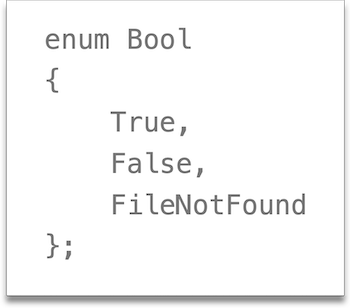 enum Bool
{
    True,
    False,
    FileNotFound
};